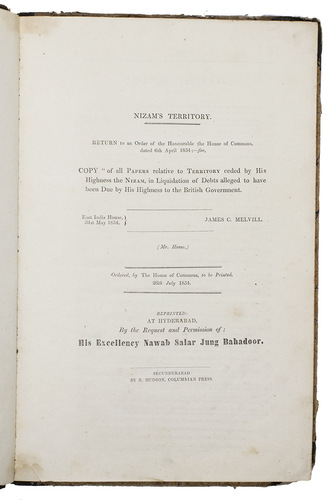 NIZAM'S TERRITORY.
RETURN to an Order of the Honourable the House of Commons,
dated 6th April 1854;—for,
COPY "of all PAPERS relative to TERRITORY ceded by His
Highness the NIZAM, in Liquidation of Debts alleged to have
been Due by His Highness to the British Government.
East India House, }
31st May 1854. } JAMES C. MELVILL.
(Mr. Hume.)
Ordered, by The House of Commons, to be Printed,
26th July 1854.
REPRINTED:
AT HYDERABAD,
By the Request and Permission of:
His Excellency Nawab Salar Jung Bahadoor.
SECUNDERABAD
BY R. HUDSON, COLUMBIAN PRESS